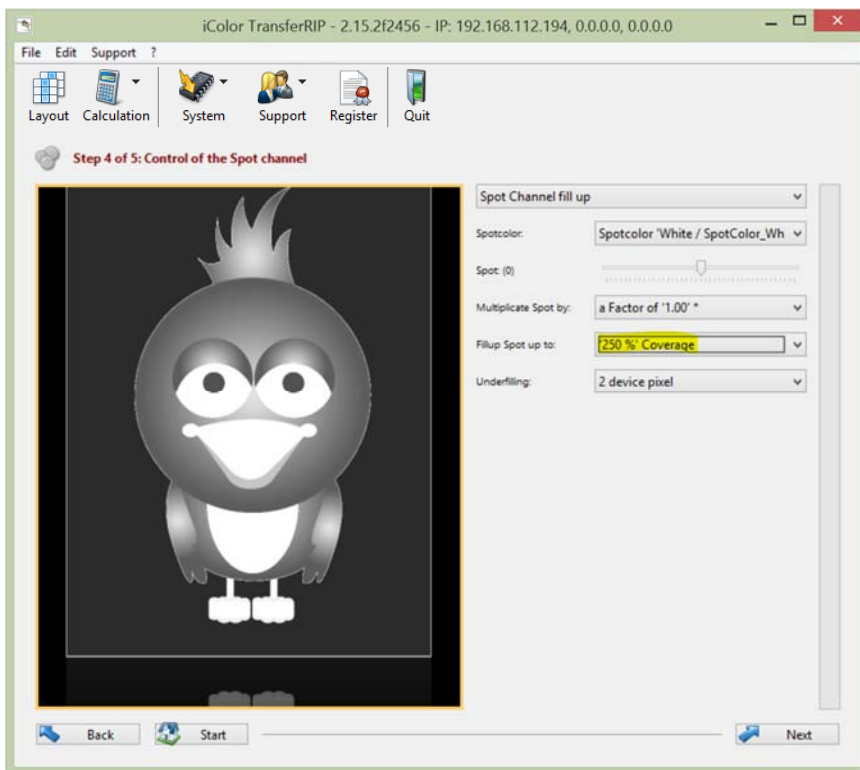 iColor TransferRIP - 2.15.2f2456 - IP: 192.168.112.194, 0.0.0.0, 0.0.0.0
File Edit Support ?
Layout Calculation System Support Register Quit
Step 4 of 5: Control of the Spot channel
Spot Channel fill up
Spotcolor: Spotcolor 'White / SpotColor_Wh
Spot: (0)
Multiplicate Spot by: a Factor of '1.00' *
Fillup Spot up to: '250 %' Coverage
Underfilling: 2 device pixel
Back Start Next